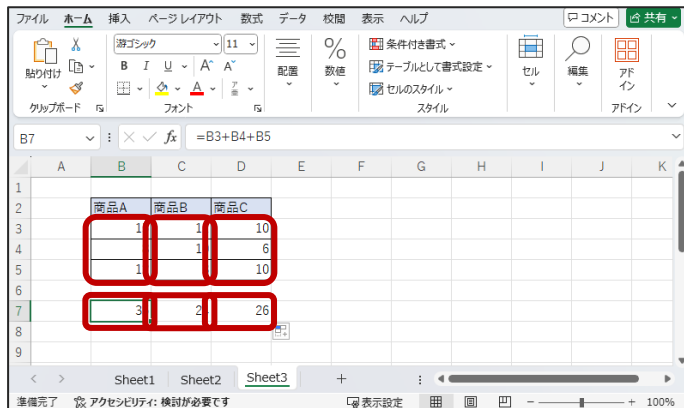 ファイル ホーム 挿入 ページ レイアウト 数式 データ 校閲 表示 ヘルプ コメント 共有
貼り付け 游ゴシック 11 B I U A A A 配置 % 数値 条件付き書式 テーブルとして書式設定 セルのスタイル セル 編集 アドイン
クリップボード フォント スタイル アドイン
B7 fx =B3+B4+B5
A B C D E F G H I J K
1
2 商品A 商品B 商品C
3 10
4 6
5 10
6
7 26
8
9
Sheet1 Sheet2 Sheet3 +
準備完了 アクセシビリティ: 検討が必要です 表示設定 - + 100%